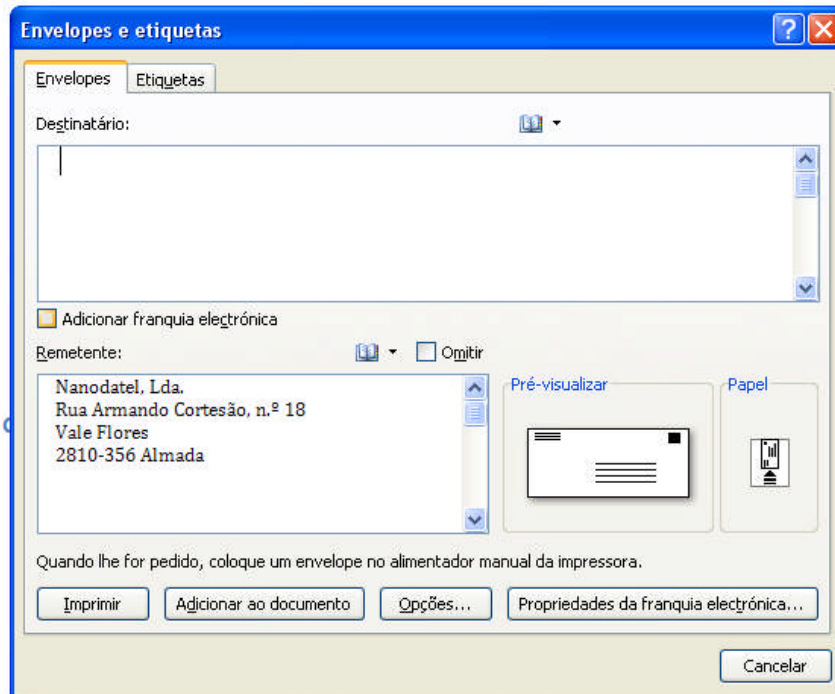 Envelopes e etiquetas
Envelopes Etiquetas
Destinatário:
Adicionar franquia electrónica
Remetente: Omitir
Nanodatel, Lda.
Rua Armando Cortesão, n.º 18
Vale Flores
2810-356 Almada
Pré-visualizar
Papel
Quando lhe for pedido, coloque um envelope no alimentador manual da impressora.
Imprimir Adicionar ao documento Opções... Propriedades da franquia electrónica...
Cancelar